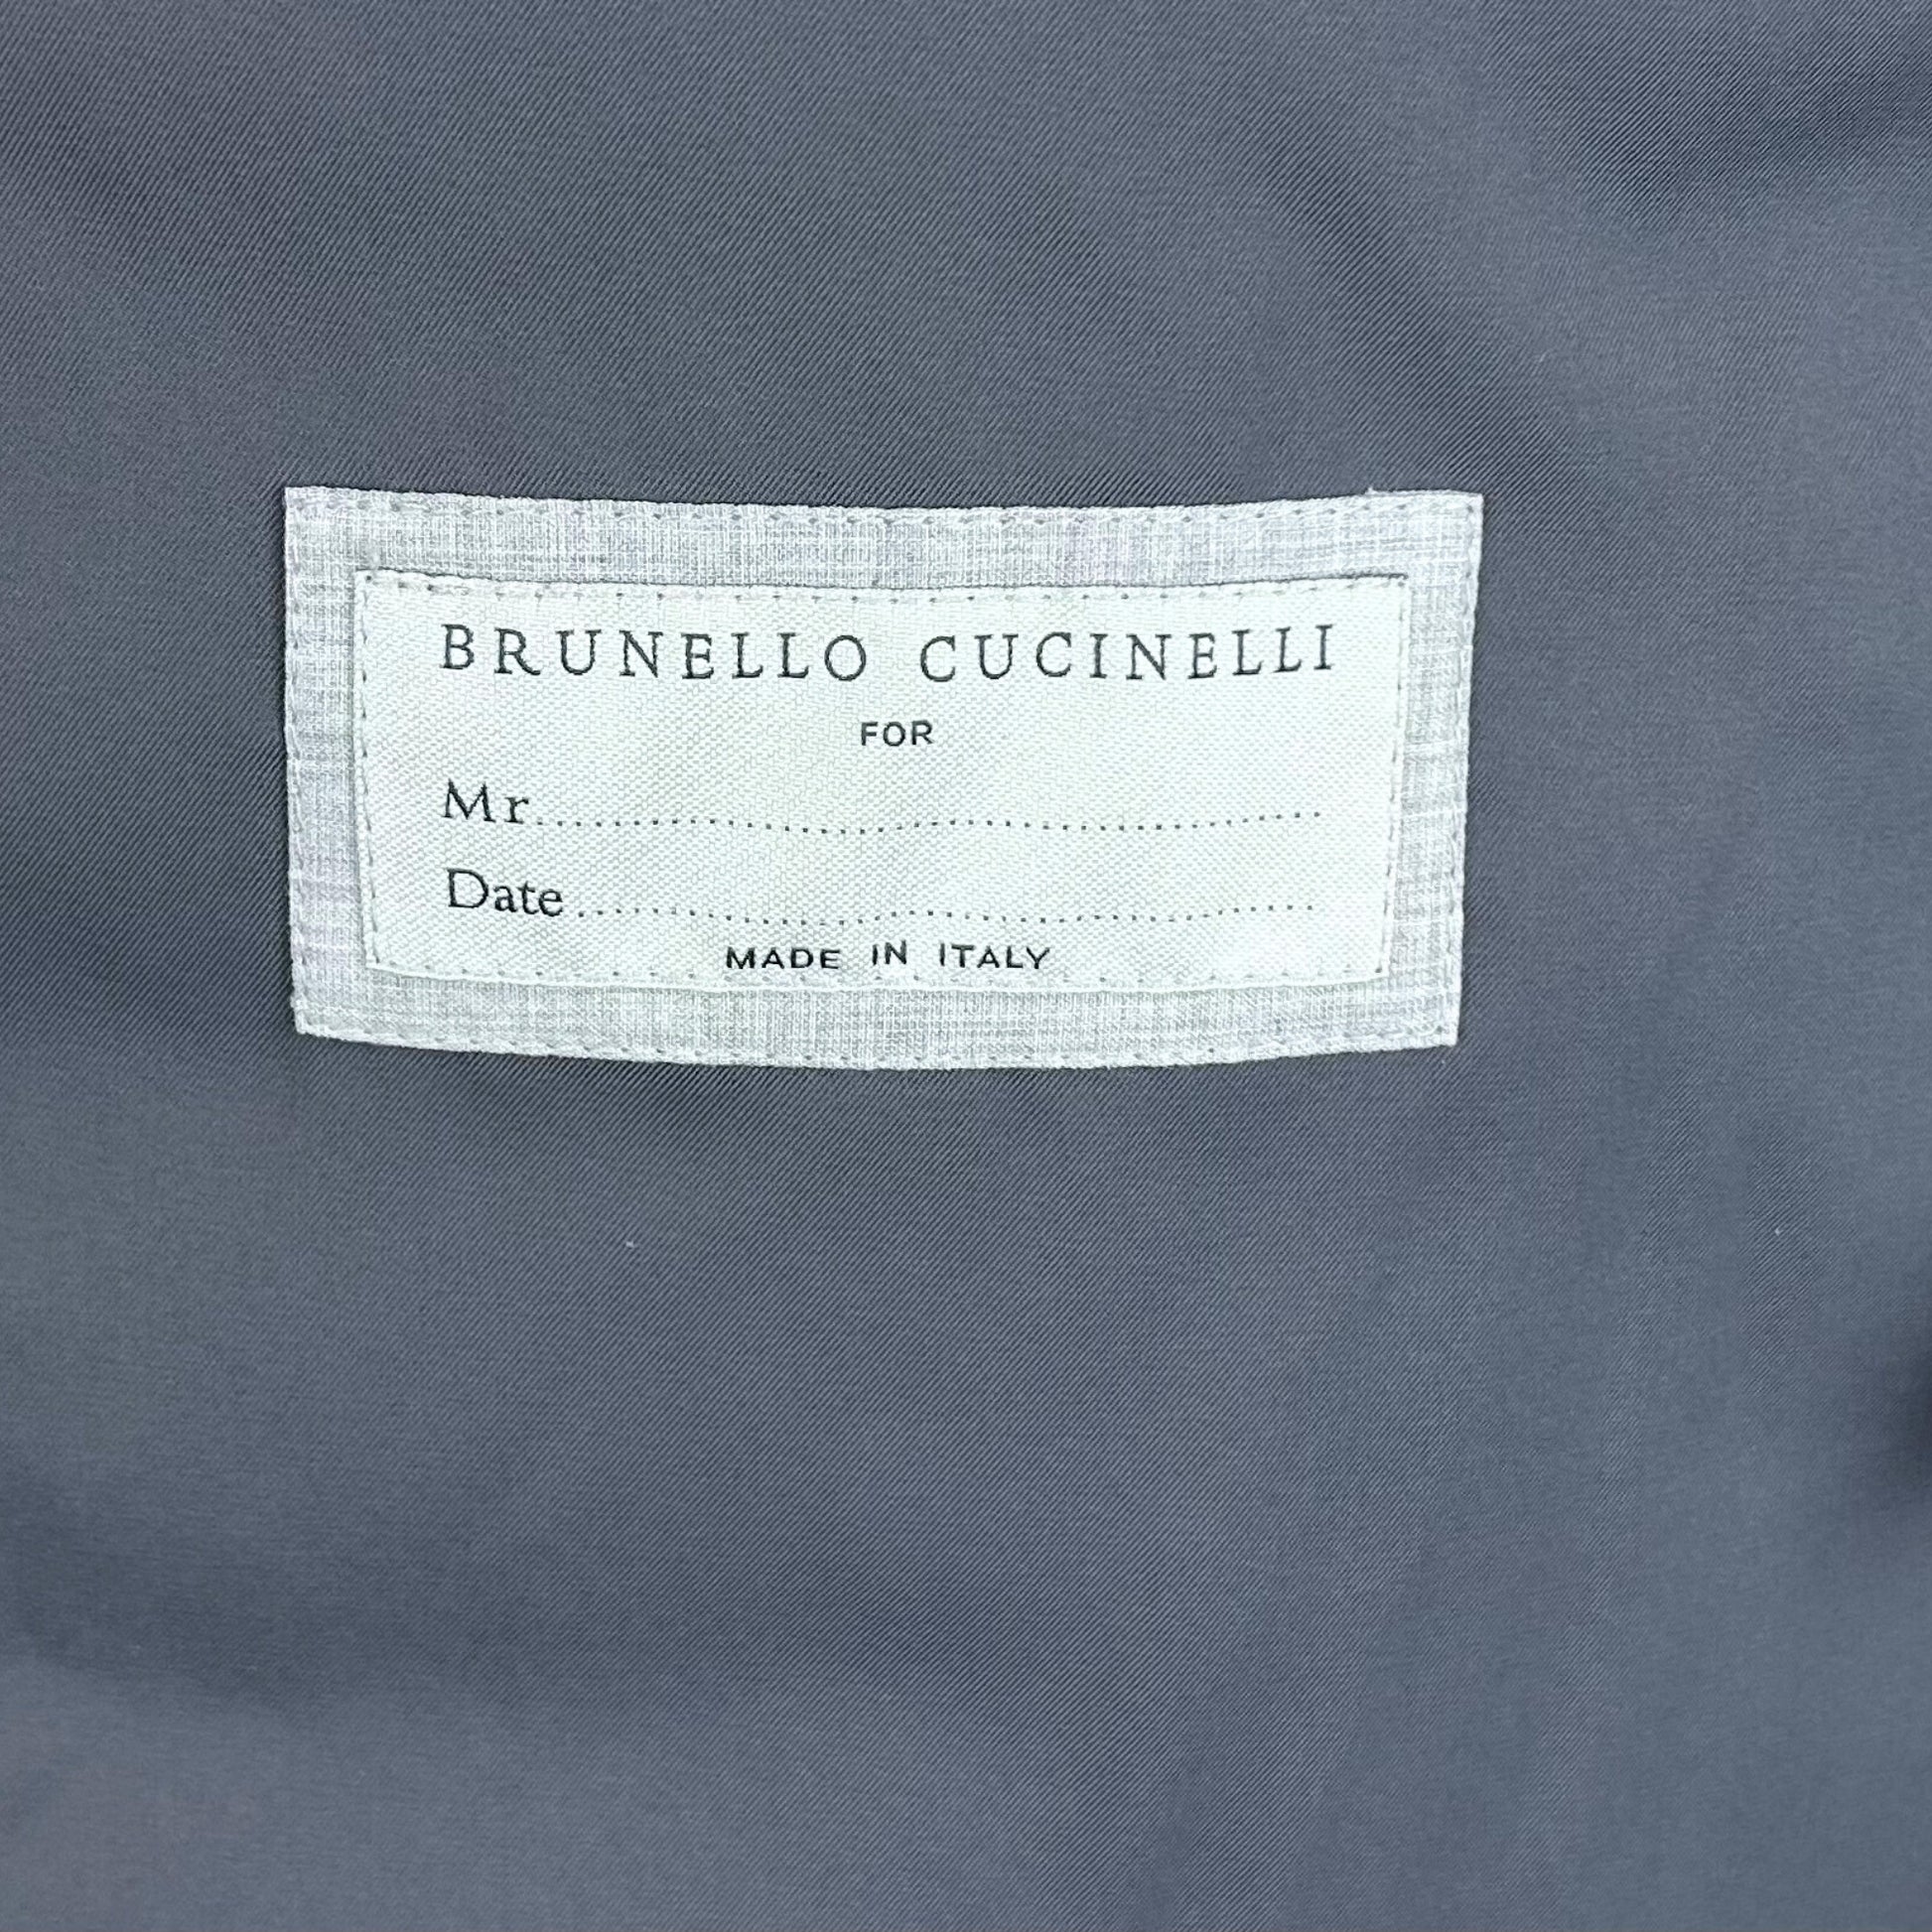 BRUNELLO CUCINELLI
FOR
Mr..............................
Date..............................
MADE IN ITALY